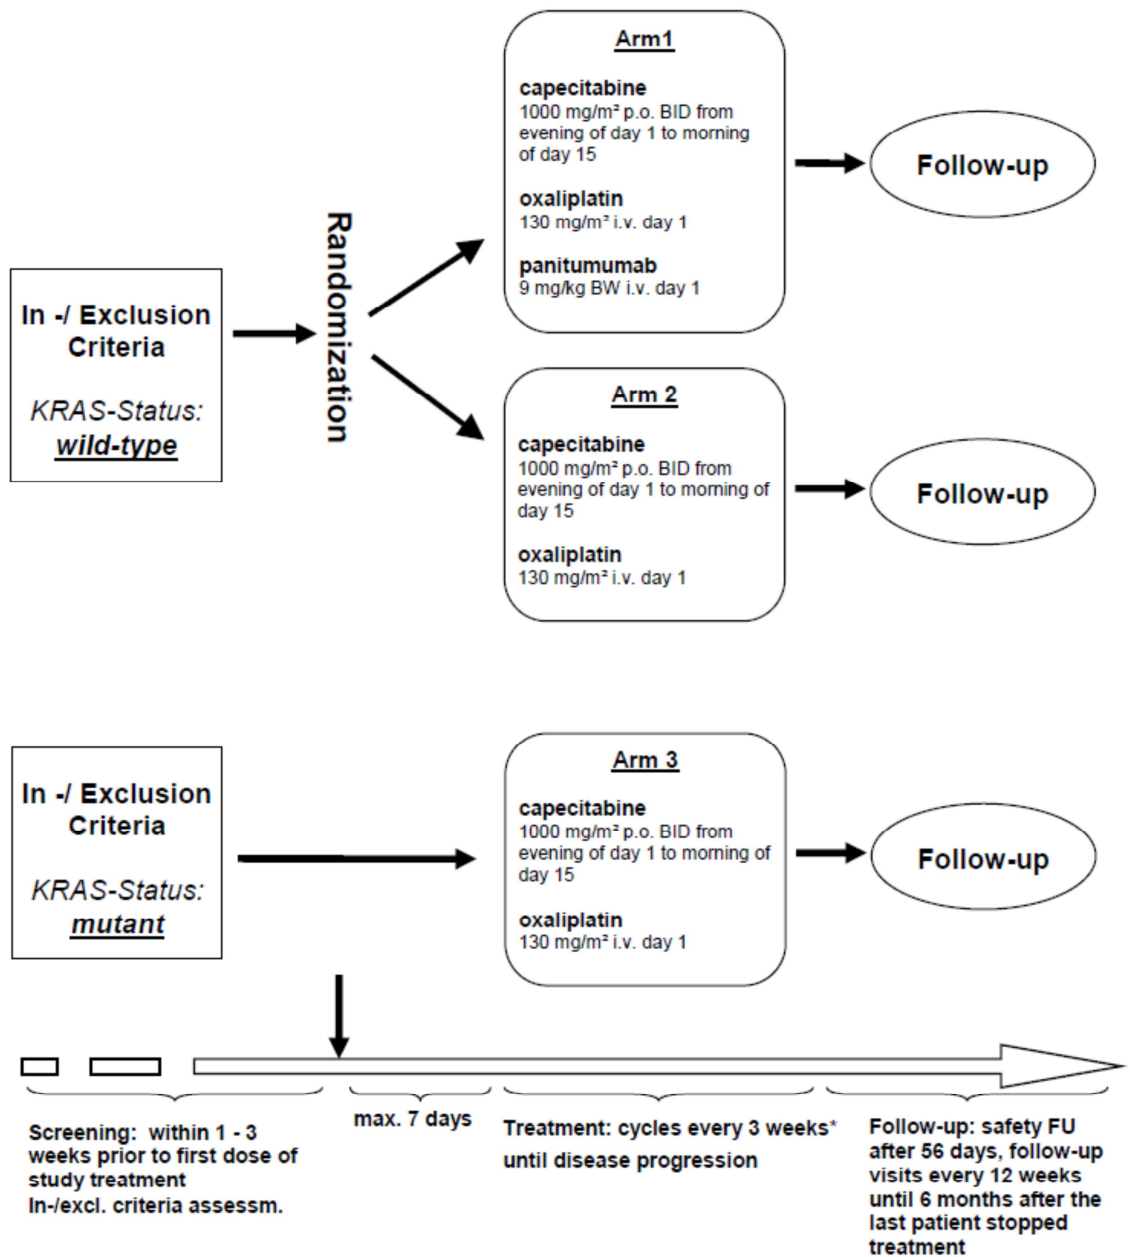 In -/ Exclusion
Criteria
KRAS-Status:
wild-type
Randomization
Arm1
capecitabine
1000 mg/m² p.o. BID from
evening of day 1 to morning
of day 15
oxaliplatin
130 mg/m² i.v. day 1
panitumumab
9 mg/kg BW i.v. day 1
Follow-up
Arm 2
capecitabine
1000 mg/m² p.o. BID from
evening of day 1 to morning of
day 15
oxaliplatin
130 mg/m² i.v. day 1
Follow-up
In -/ Exclusion
Criteria
KRAS-Status:
mutant
Arm 3
capecitabine
1000 mg/m² p.o. BID from
evening of day 1 to morning of
day 15
oxaliplatin
130 mg/m² i.v. day 1
Follow-up
Screening: within 1 - 3
weeks prior to first dose of
study treatment
In-/excl. criteria assessm.
max. 7 days
Treatment: cycles every 3 weeks*
until disease progression
Follow-up: safety FU
after 56 days, follow-up
visits every 12 weeks
until 6 months after the
last patient stopped
treatment